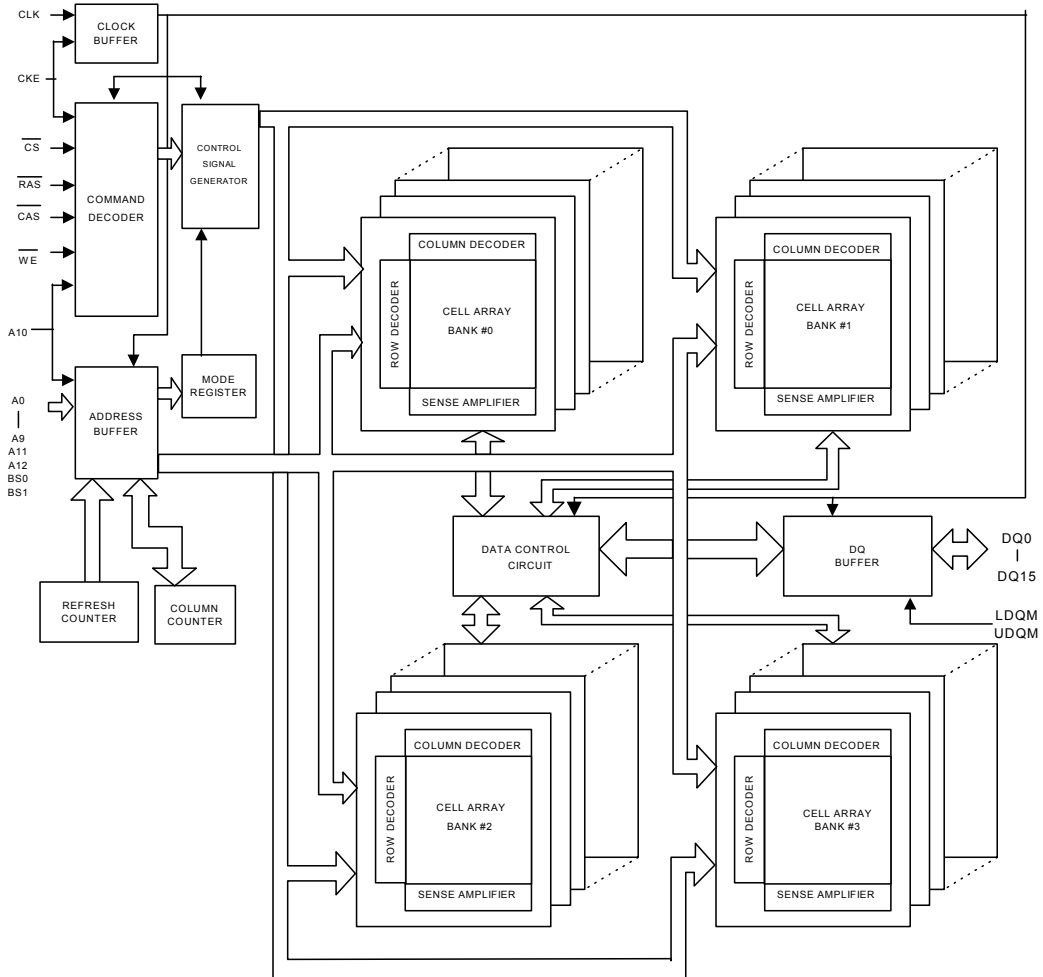 CLK
CLOCK
BUFFER
CKE
CS
RAS
CAS
WE
COMMAND
DECODER
CONTROL
SIGNAL
GENERATOR
A10
A0
A9
A11
A12
BS0
BS1
ADDRESS
BUFFER
MODE
REGISTER
REFRESH
COUNTER
COLUMN
COUNTER
COLUMN DECODER
ROW DECODER
CELL ARRAY
BANK #0
SENSE AMPLIFIER
COLUMN DECODER
ROW DECODER
CELL ARRAY
BANK #1
SENSE AMPLIFIER
DATA CONTROL
CIRCUIT
DQ
BUFFER
DQ0
DQ15
LDQM
UDQM
COLUMN DECODER
ROW DECODER
CELL ARRAY
BANK #2
SENSE AMPLIFIER
COLUMN DECODER
ROW DECODER
CELL ARRAY
BANK #3
SENSE AMPLIFIER